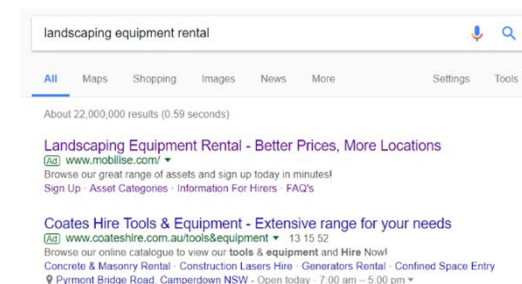 landscaping equipment rental
All Maps Shopping Images News More Settings Tools
About 22,000,000 results (0.59 seconds)
Landscaping Equipment Rental - Better Prices, More Locations
Ad www.mobilise.com/
Browse our great range of assets and sign up today in minutes!
Sign Up · Asset Categories · Information For Hirers · FAQ's
Coates Hire Tools & Equipment - Extensive range for your needs
Ad www.coateshire.com.au/tools&equipment 13 15 52
Browse our online catalogue to view our tools & equipment and Hire Now!
Concrete & Masonry Rental · Construction Lasers Hire · Generators Rental · Confined Space Entry
Pyrmont Bridge Road, Camperdown NSW - Open today · 7:00 am – 5:00 pm